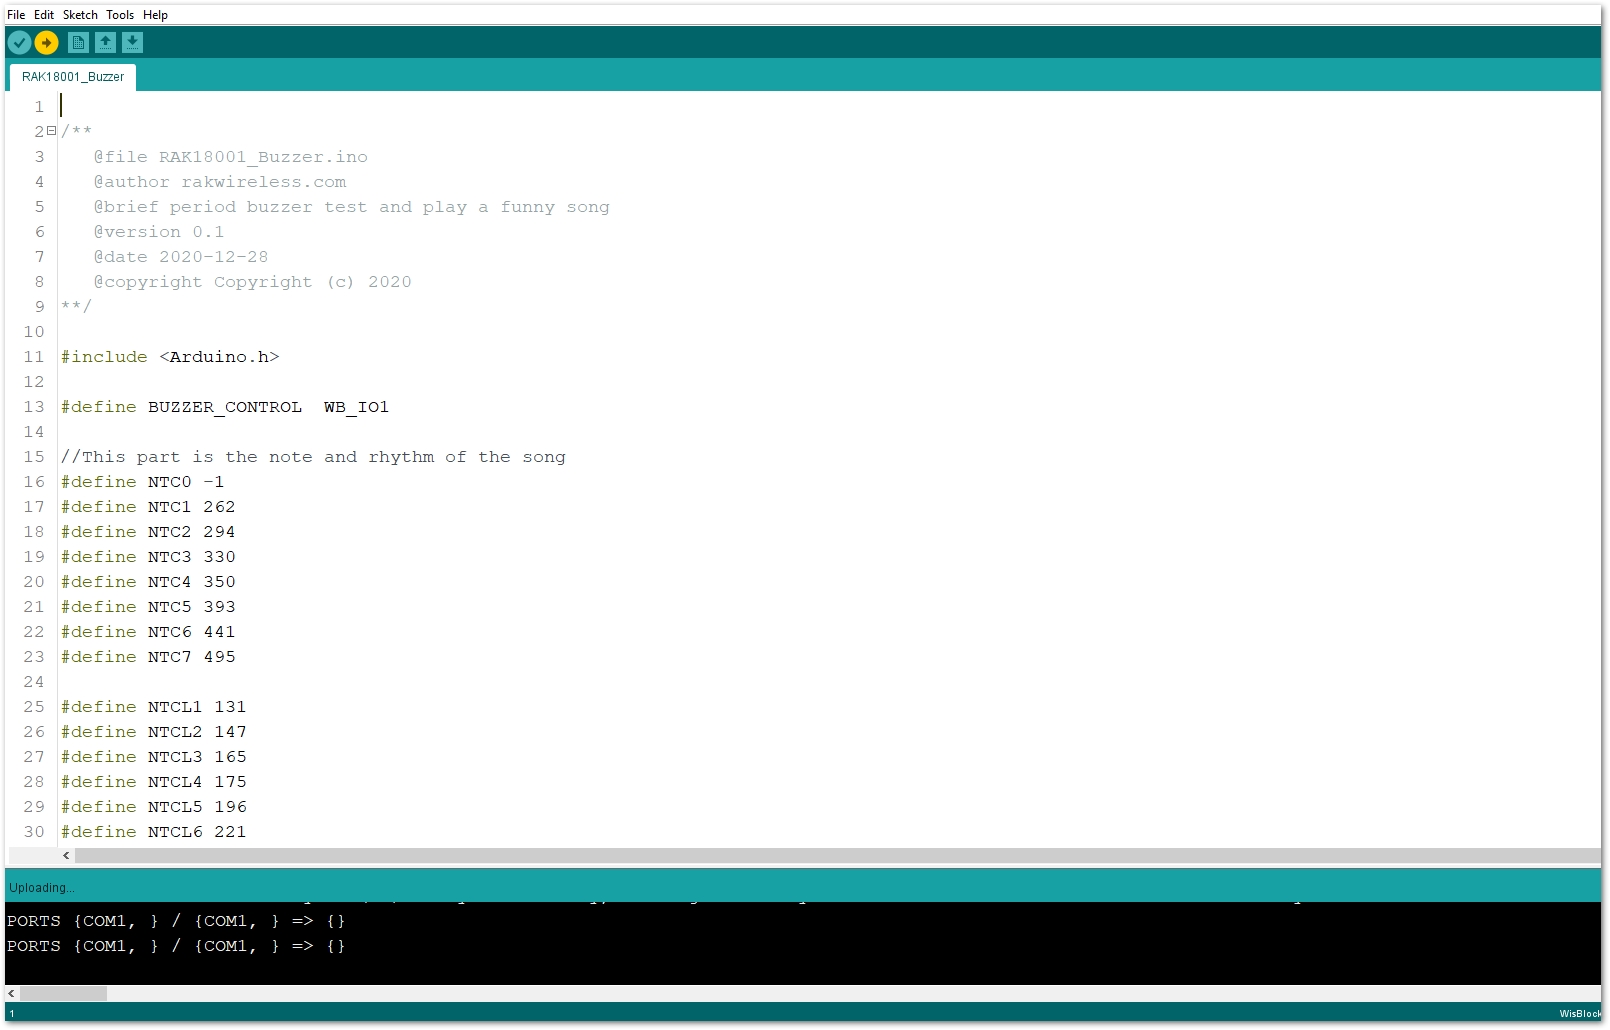 File Edit Sketch Tools Help
RAK18001_Buzzer
1
2 /**
3 @file RAK18001_Buzzer.ino
4 @author rakwireless.com
5 @brief period buzzer test and play a funny song
6 @version 0.1
7 @date 2020-12-28
8 @copyright Copyright (c) 2020
9 **/
10
11 #include <Arduino.h>
12
13 #define BUZZER_CONTROL  WB_IO1
14
15 //This part is the note and rhythm of the song
16 #define NTC0 -1
17 #define NTC1 262
18 #define NTC2 294
19 #define NTC3 330
20 #define NTC4 350
21 #define NTC5 393
22 #define NTC6 441
23 #define NTC7 495
24
25 #define NTCL1 131
26 #define NTCL2 147
27 #define NTCL3 165
28 #define NTCL4 175
29 #define NTCL5 196
30 #define NTCL6 221
Uploading...
PORTS {COM1, } / {COM1, } => {}
PORTS {COM1, } / {COM1, } => {}
1 WisBlock